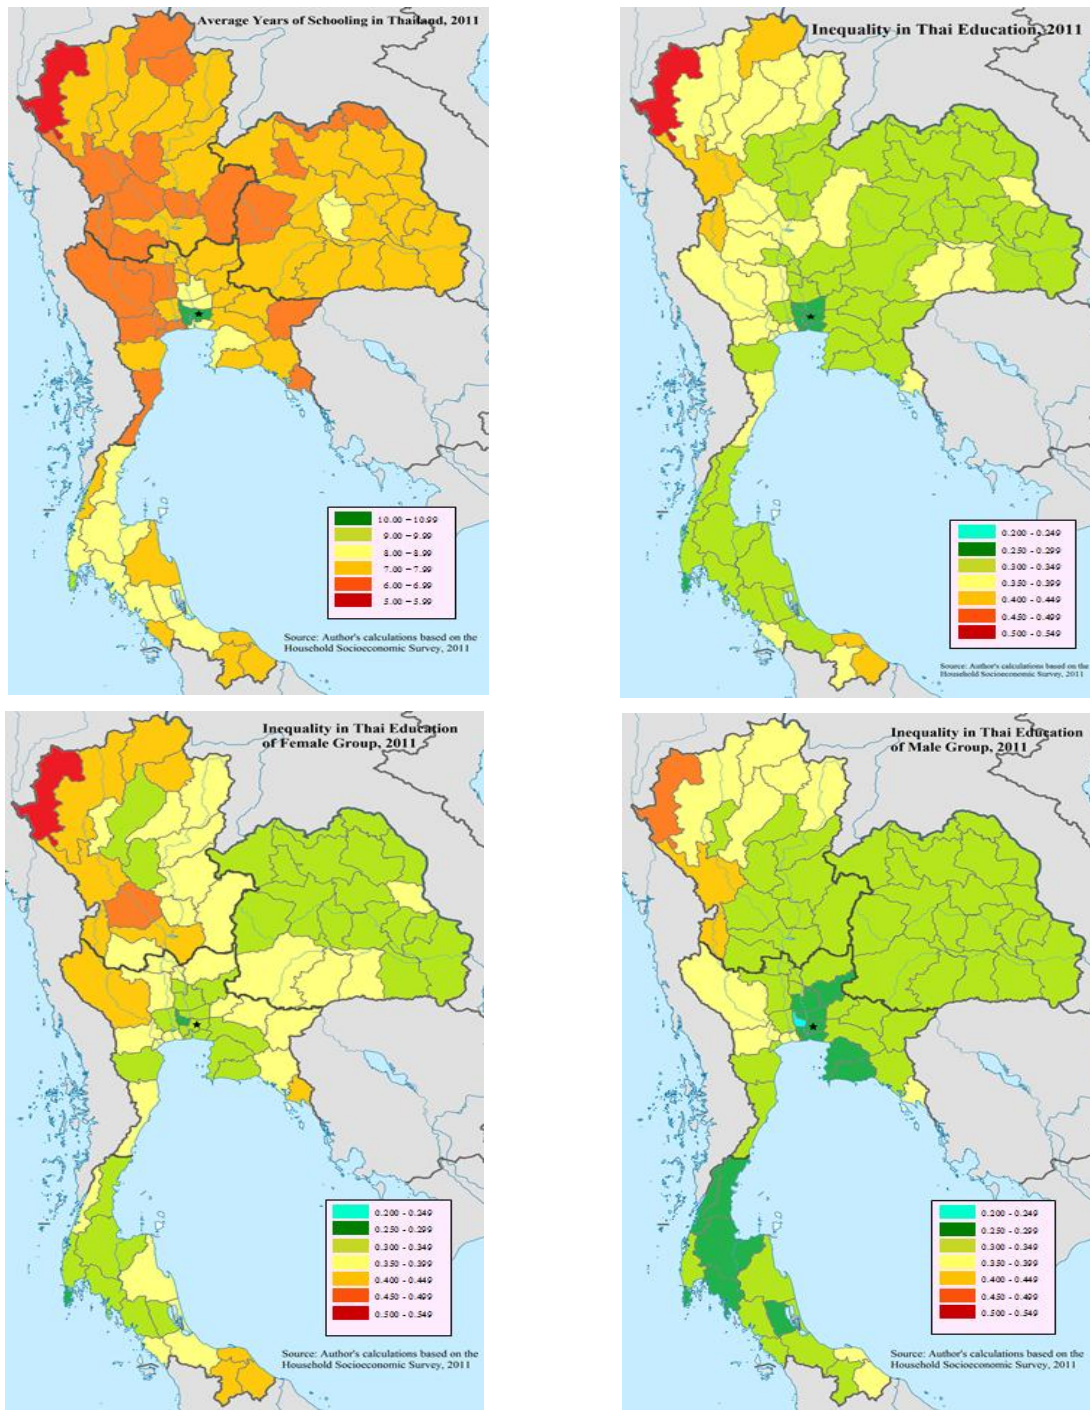 Average Years of Schooling in Thailand, 2011
10.00 – 10.99
9.00 – 9.99
8.00 – 8.99
7.00 – 7.99
6.00 – 6.99
5.00 – 5.99
Source: Author's calculations based on the
Household Socioeconomic Survey, 2011
Inequality in Thai Education, 2011
0.200 - 0.249
0.250 - 0.299
0.300 - 0.349
0.350 - 0.399
0.400 - 0.449
0.450 - 0.499
0.500 - 0.549
Source: Author's calculations based on the
Household Socioeconomic Survey, 2011
Inequality in Thai Education
of Female Group, 2011
0.200 - 0.249
0.250 - 0.299
0.300 - 0.349
0.350 - 0.399
0.400 - 0.449
0.450 - 0.499
0.500 - 0.549
Source: Author's calculations based on the
Household Socioeconomic Survey, 2011
Inequality in Thai Education
of Male Group, 2011
0.200 - 0.249
0.250 - 0.299
0.300 - 0.349
0.350 - 0.399
0.400 - 0.449
0.450 - 0.499
0.500 - 0.549
Source: Author's calculations based on the
Household Socioeconomic Survey, 2011